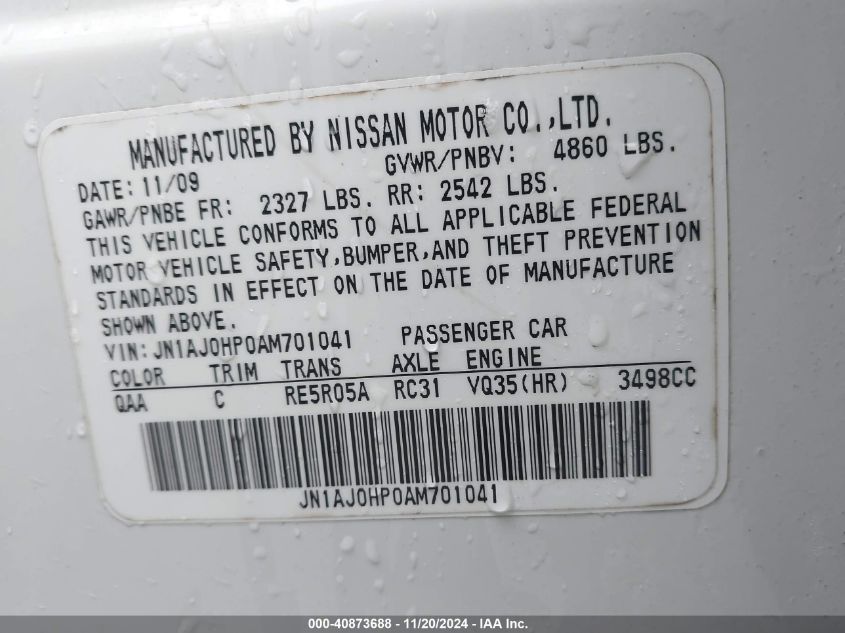 MANUFACTURED BY NISSAN MOTOR CO.,LTD.
DATE: 11/09 GVWR/PNBV: 4860 LBS.
GAWR/PNBE FR: 2327 LBS. RR: 2542 LBS.
THIS VEHICLE CONFORMS TO ALL APPLICABLE FEDERAL
MOTOR VEHICLE SAFETY,BUMPER,AND THEFT PREVENTION
STANDARDS IN EFFECT ON THE DATE OF MANUFACTURE
SHOWN ABOVE.
VIN:JN1AJ0HP0AM701041 PASSENGER CAR
COLOR TRIM TRANS AXLE ENGINE
QAA C RE5R05A RC31 VQ35(HR) 3498CC
JN1AJ0HP0AM701041
000-40873688 - 11/20/2024 - IAA Inc.